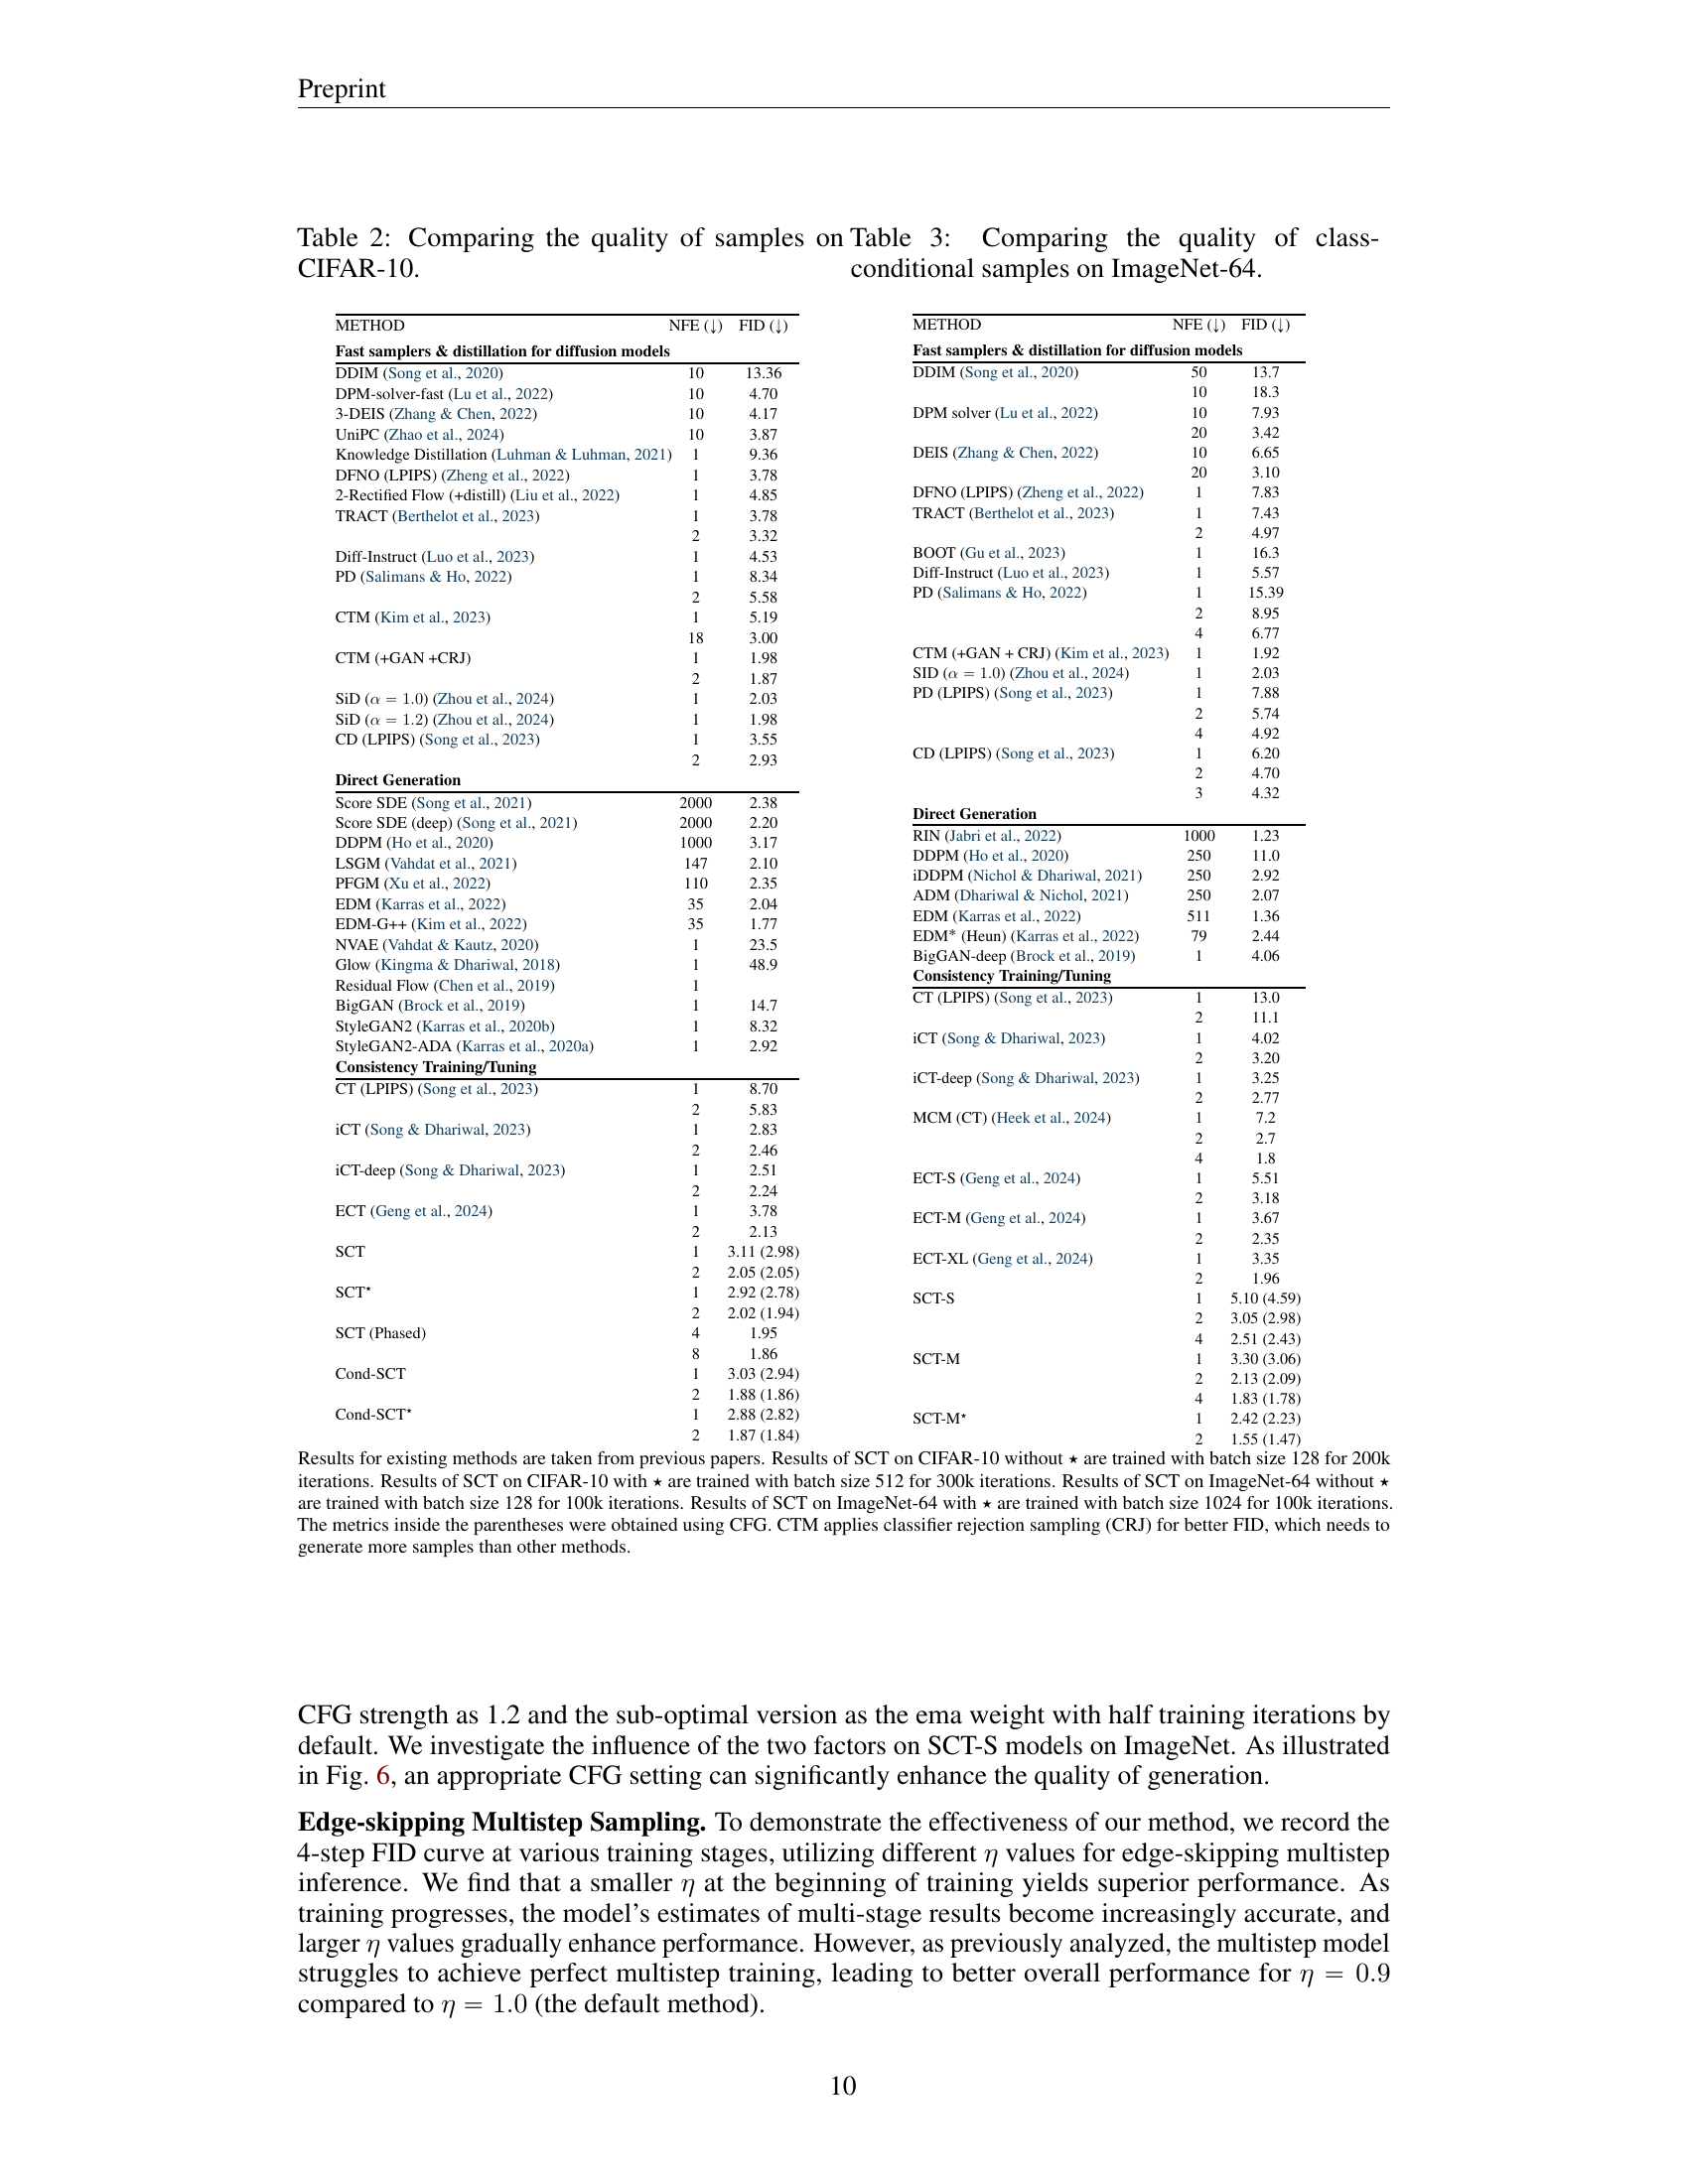 Preprint
Table 2: Comparing the quality of samples on
CIFAR-10.
METHOD NFE (↓) FID (↓)
Fast samplers & distillation for diffusion models
DDIM (Song et al., 2020) 10 13.36
DPM-solver-fast (Lu et al., 2022) 10 4.70
3-DEIS (Zhang & Chen, 2022) 10 4.17
UniPC (Zhao et al., 2024) 10 3.87
Knowledge Distillation (Luhman & Luhman, 2021) 1 9.36
DFNO (LPIPS) (Zheng et al., 2022) 1 3.78
2-Rectified Flow (+distill) (Liu et al., 2022) 1 4.85
TRACT (Berthelot et al., 2023) 1 3.78
2 3.32
Diff-Instruct (Luo et al., 2023) 1 4.53
PD (Salimans & Ho, 2022) 1 8.34
2 5.58
CTM (Kim et al., 2023) 1 5.19
18 3.00
CTM (+GAN +CRJ) 1 1.98
2 1.87
SiD (α = 1.0) (Zhou et al., 2024) 1 2.03
SiD (α = 1.2) (Zhou et al., 2024) 1 1.98
CD (LPIPS) (Song et al., 2023) 1 3.55
2 2.93
Direct Generation
Score SDE (Song et al., 2021) 2000 2.38
Score SDE (deep) (Song et al., 2021) 2000 2.20
DDPM (Ho et al., 2020) 1000 3.17
LSGM (Vahdat et al., 2021) 147 2.10
PFGM (Xu et al., 2022) 110 2.35
EDM (Karras et al., 2022) 35 2.04
EDM-G++ (Kim et al., 2022) 35 1.77
NVAE (Vahdat & Kautz, 2020) 1 23.5
Glow (Kingma & Dhariwal, 2018) 1 48.9
Residual Flow (Chen et al., 2019) 1
BigGAN (Brock et al., 2019) 1 14.7
StyleGAN2 (Karras et al., 2020b) 1 8.32
StyleGAN2-ADA (Karras et al., 2020a) 1 2.92
Consistency Training/Tuning
CT (LPIPS) (Song et al., 2023) 1 8.70
2 5.83
iCT (Song & Dhariwal, 2023) 1 2.83
2 2.46
iCT-deep (Song & Dhariwal, 2023) 1 2.51
2 2.24
ECT (Geng et al., 2024) 1 3.78
2 2.13
SCT 1 3.11 (2.98)
2 2.05 (2.05)
SCT⋆ 1 2.92 (2.78)
2 2.02 (1.94)
SCT (Phased) 4 1.95
8 1.86
Cond-SCT 1 3.03 (2.94)
2 1.88 (1.86)
Cond-SCT⋆ 1 2.88 (2.82)
2 1.87 (1.84)
Table 3: Comparing the quality of class-
conditional samples on ImageNet-64.
METHOD NFE (↓) FID (↓)
Fast samplers & distillation for diffusion models
DDIM (Song et al., 2020) 50 13.7
10 18.3
DPM solver (Lu et al., 2022) 10 7.93
20 3.42
DEIS (Zhang & Chen, 2022) 10 6.65
20 3.10
DFNO (LPIPS) (Zheng et al., 2022) 1 7.83
TRACT (Berthelot et al., 2023) 1 7.43
2 4.97
BOOT (Gu et al., 2023) 1 16.3
Diff-Instruct (Luo et al., 2023) 1 5.57
PD (Salimans & Ho, 2022) 1 15.39
2 8.95
4 6.77
CTM (+GAN + CRJ) (Kim et al., 2023) 1 1.92
SID (α = 1.0) (Zhou et al., 2024) 1 2.03
PD (LPIPS) (Song et al., 2023) 1 7.88
2 5.74
4 4.92
CD (LPIPS) (Song et al., 2023) 1 6.20
2 4.70
3 4.32
Direct Generation
RIN (Jabri et al., 2022) 1000 1.23
DDPM (Ho et al., 2020) 250 11.0
iDDPM (Nichol & Dhariwal, 2021) 250 2.92
ADM (Dhariwal & Nichol, 2021) 250 2.07
EDM (Karras et al., 2022) 511 1.36
EDM* (Heun) (Karras et al., 2022) 79 2.44
BigGAN-deep (Brock et al., 2019) 1 4.06
Consistency Training/Tuning
CT (LPIPS) (Song et al., 2023) 1 13.0
2 11.1
iCT (Song & Dhariwal, 2023) 1 4.02
2 3.20
iCT-deep (Song & Dhariwal, 2023) 1 3.25
2 2.77
MCM (CT) (Heek et al., 2024) 1 7.2
2 2.7
4 1.8
ECT-S (Geng et al., 2024) 1 5.51
2 3.18
ECT-M (Geng et al., 2024) 1 3.67
2 2.35
ECT-XL (Geng et al., 2024) 1 3.35
2 1.96
SCT-S 1 5.10 (4.59)
2 3.05 (2.98)
4 2.51 (2.43)
SCT-M 1 3.30 (3.06)
2 2.13 (2.09)
4 1.83 (1.78)
SCT-M⋆ 1 2.42 (2.23)
2 1.55 (1.47)
Results for existing methods are taken from previous papers. Results of SCT on CIFAR-10 without ⋆ are trained with batch size 128 for 200k
iterations. Results of SCT on CIFAR-10 with ⋆ are trained with batch size 512 for 300k iterations. Results of SCT on ImageNet-64 without ⋆
are trained with batch size 128 for 100k iterations. Results of SCT on ImageNet-64 with ⋆ are trained with batch size 1024 for 100k iterations.
The metrics inside the parentheses were obtained using CFG. CTM applies classifier rejection sampling (CRJ) for better FID, which needs to
generate more samples than other methods.
CFG strength as 1.2 and the sub-optimal version as the ema weight with half training iterations by
default. We investigate the influence of the two factors on SCT-S models on ImageNet. As illustrated
in Fig. 6, an appropriate CFG setting can significantly enhance the quality of generation.
Edge-skipping Multistep Sampling. To demonstrate the effectiveness of our method, we record the
4-step FID curve at various training stages, utilizing different η values for edge-skipping multistep
inference. We find that a smaller η at the beginning of training yields superior performance. As
training progresses, the model's estimates of multi-stage results become increasingly accurate, and
larger η values gradually enhance performance. However, as previously analyzed, the multistep model
struggles to achieve perfect multistep training, leading to better overall performance for η = 0.9
compared to η = 1.0 (the default method).
10